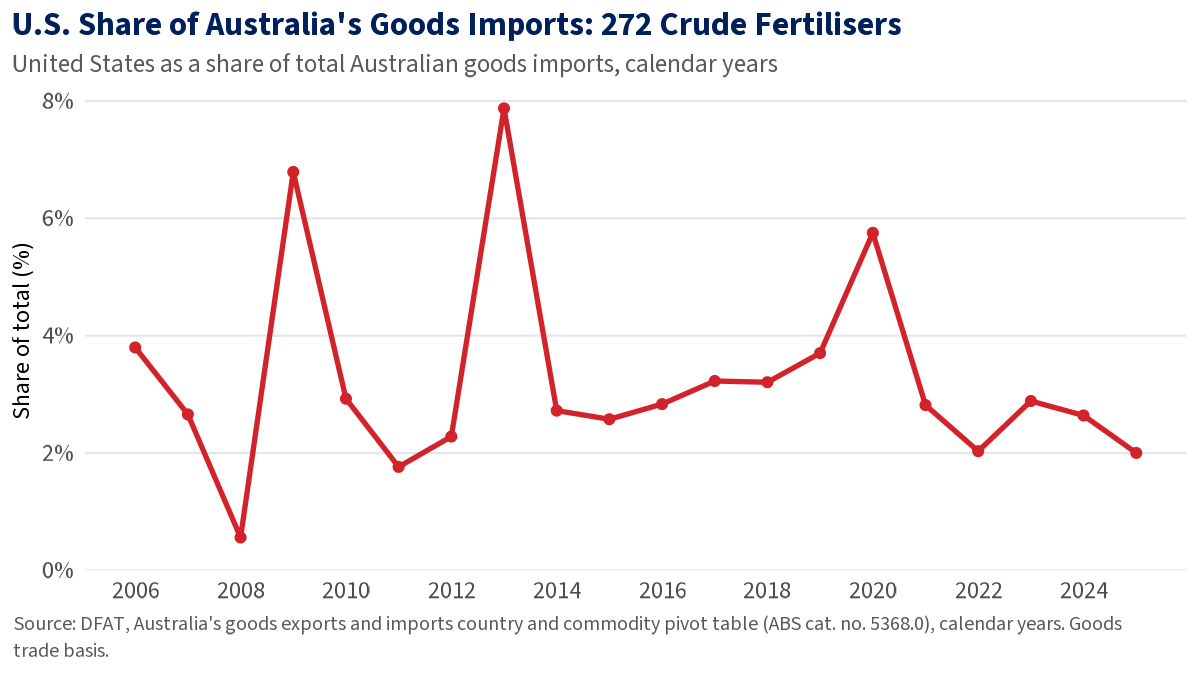 U.S. Share of Australia's Goods Imports: 272 Crude Fertilisers
United States as a share of total Australian goods imports, calendar years
Share of total (%)
8%
6%
4%
2%
0%
2006 2008 2010 2012 2014 2016 2018 2020 2022 2024
Source: DFAT, Australia's goods exports and imports country and commodity pivot table (ABS cat. no. 5368.0), calendar years. Goods
trade basis.